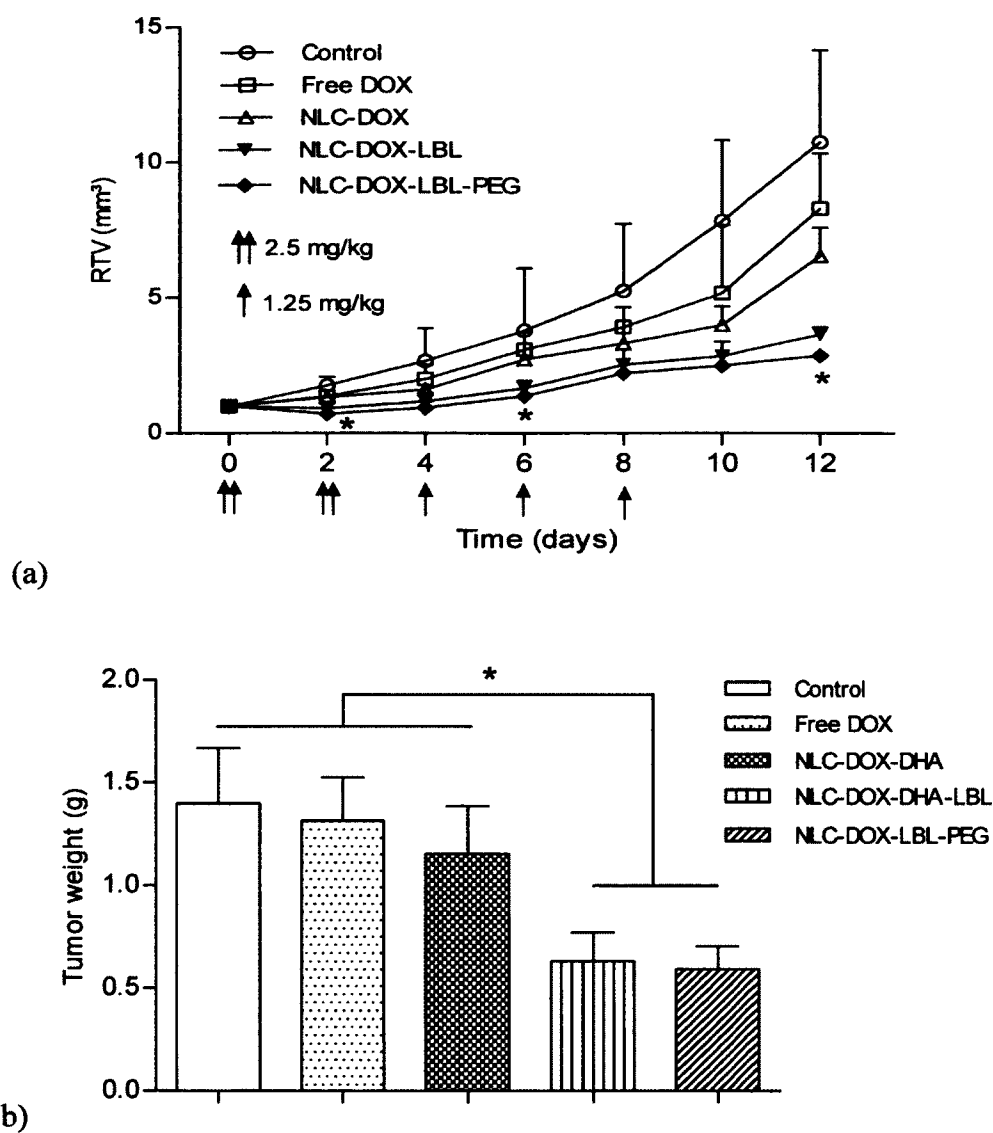 15
Control
Free DOX
NLC-DOX
NLC-DOX-LBL
NLC-DOX-LBL-PEG
10
RTV (mm³)
2.5 mg/kg
1.25 mg/kg
5
*
*
*
0
0 2 4 6 8 10 12
Time (days)
(a)
*
2.0
Control
Free DOX
NLC-DOX-DHA
NLC-DOX-DHA-LBL
NLC-DOX-LBL-PEG
1.5
Tumor weight (g)
1.0
0.5
0.0
b)